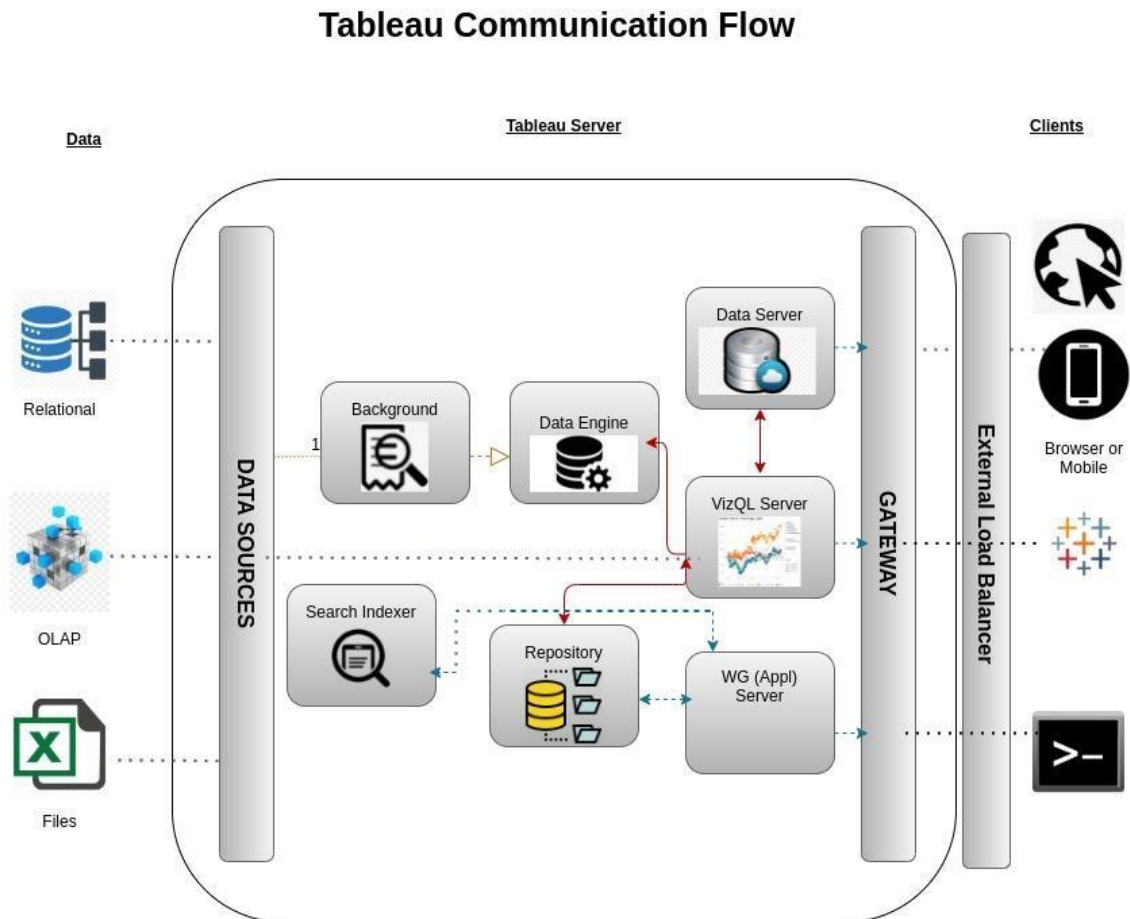 Tableau Communication Flow
Data
Tableau Server
Clients
Relational
OLAP
Files
DATA SOURCES
1
Background
Data Engine
Search Indexer
Repository
Data Server
VizQL Server
WG (Appl)
Server
GATEWAY
External Load Balancer
Browser or
Mobile